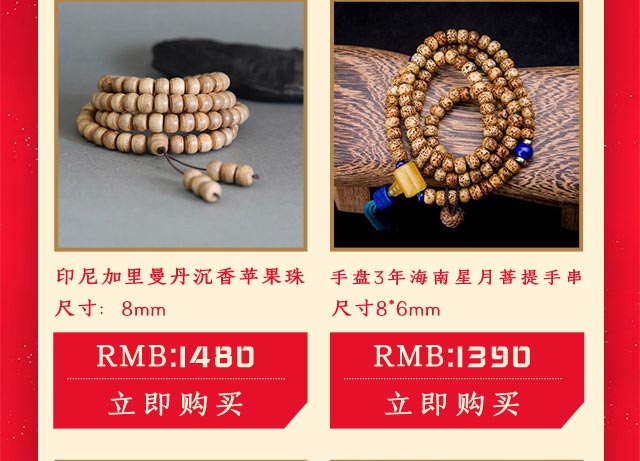 印尼加里曼丹沉香苹果珠
尺寸：8mm
RMB:1480
立即购买
手盘3年海南星月菩提手串
尺寸8*6mm
RMB:1390
立即购买